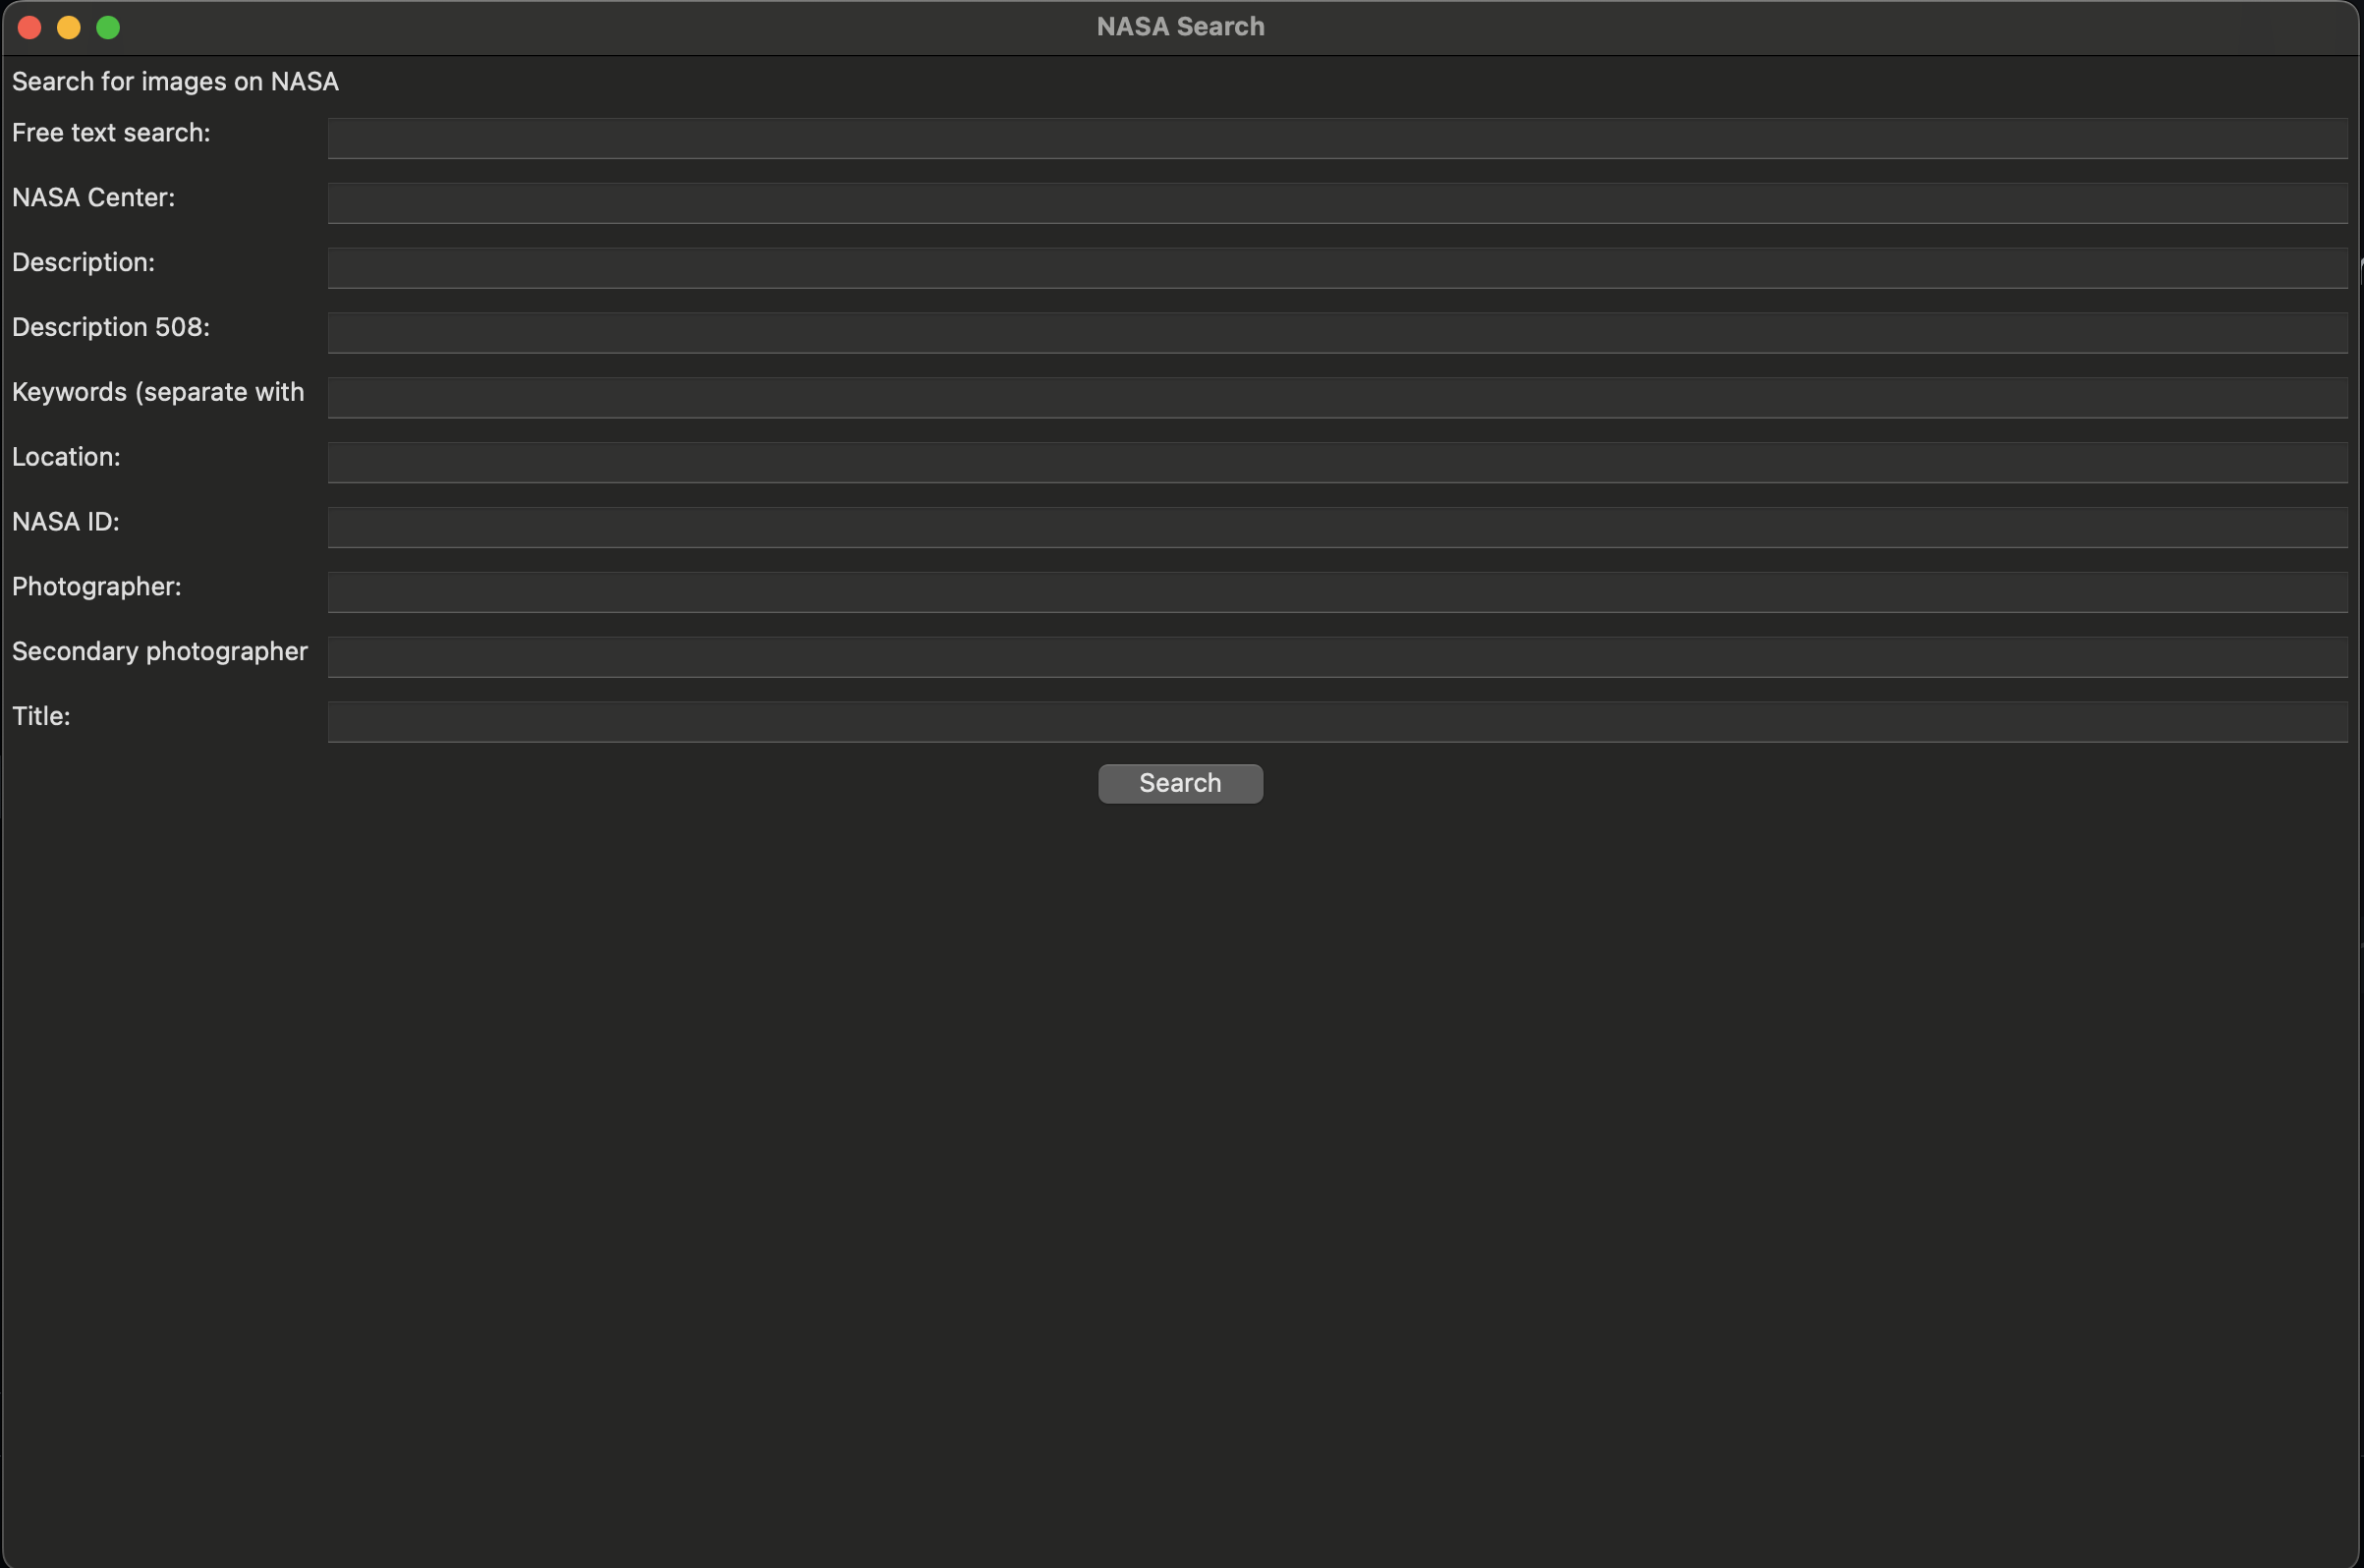 NASA Search
Search for images on NASA
Free text search:
NASA Center:
Description:
Description 508:
Keywords (separate with
Location:
NASA ID:
Photographer:
Secondary photographer
Title:
Search